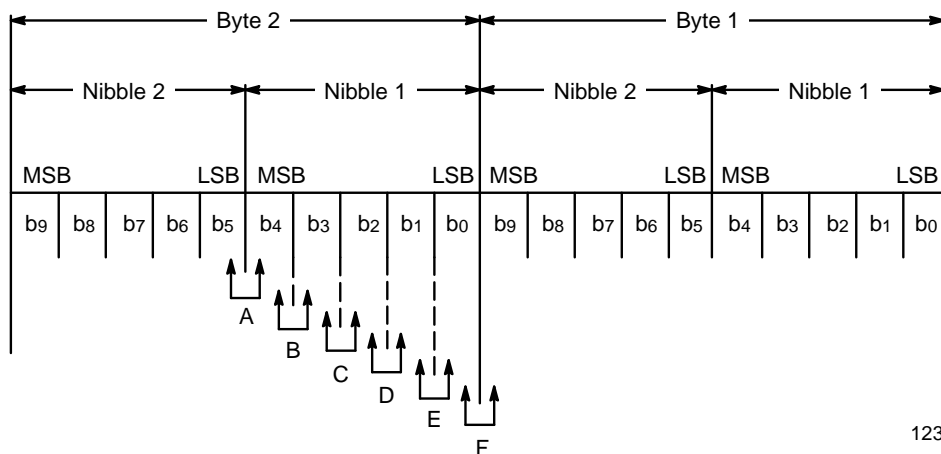 Byte 2 Byte 1
Nibble 2 Nibble 1 Nibble 2 Nibble 1
MSB LSB MSB LSB MSB LSB MSB LSB
b9 b8 b7 b6 b5 b4 b3 b2 b1 b0 b9 b8 b7 b6 b5 b4 b3 b2 b1 b0
A
B
C
D
E
F
123